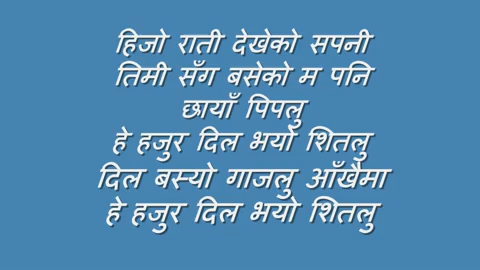 हिजो राती देखेको सपनी
तिमी सँग बसेको म पनि
छायाँ पिपलु
हे हजुर दिल भयो शितलु
दिल बस्यो गाजलु आँखैमा
हे हजुर दिल भयो शितलु